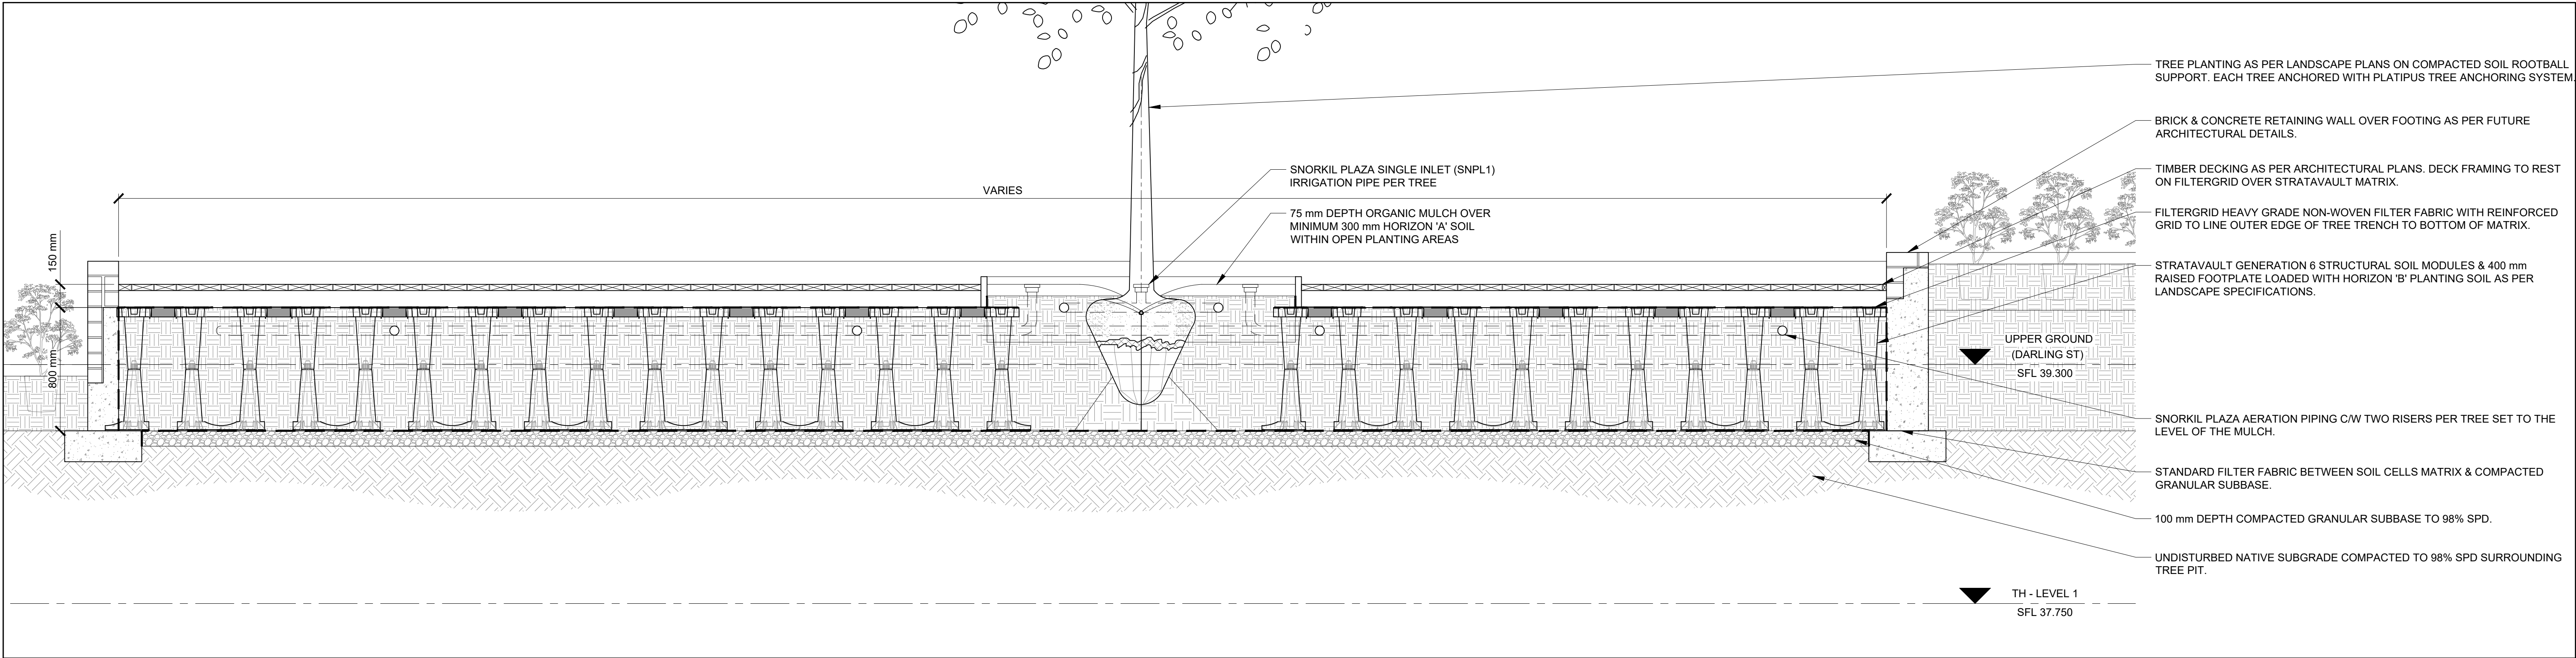 TREE PLANTING AS PER LANDSCAPE PLANS ON COMPACTED SOIL ROOTBALL
SUPPORT. EACH TREE ANCHORED WITH PLATIPUS TREE ANCHORING SYSTEM.
BRICK & CONCRETE RETAINING WALL OVER FOOTING AS PER FUTURE
ARCHITECTURAL DETAILS.
SNORKIL PLAZA SINGLE INLET (SNPL1)
IRRIGATION PIPE PER TREE
TIMBER DECKING AS PER ARCHITECTURAL PLANS. DECK FRAMING TO REST
ON FILTERGRID OVER STRATAVAULT MATRIX.
VARIES
75 mm DEPTH ORGANIC MULCH OVER
MINIMUM 300 mm HORIZON 'A' SOIL
WITHIN OPEN PLANTING AREAS
FILTERGRID HEAVY GRADE NON-WOVEN FILTER FABRIC WITH REINFORCED
GRID TO LINE OUTER EDGE OF TREE TRENCH TO BOTTOM OF MATRIX.
150 mm
STRATAVAULT GENERATION 6 STRUCTURAL SOIL MODULES & 400 mm
RAISED FOOTPLATE LOADED WITH HORIZON 'B' PLANTING SOIL AS PER
LANDSCAPE SPECIFICATIONS.
800 mm
UPPER GROUND
(DARLING ST)
SFL 39.300
SNORKIL PLAZA AERATION PIPING C/W TWO RISERS PER TREE SET TO THE
LEVEL OF THE MULCH.
STANDARD FILTER FABRIC BETWEEN SOIL CELLS MATRIX & COMPACTED
GRANULAR SUBBASE.
100 mm DEPTH COMPACTED GRANULAR SUBBASE TO 98% SPD.
UNDISTURBED NATIVE SUBGRADE COMPACTED TO 98% SPD SURROUNDING
TREE PIT.
TH - LEVEL 1
SFL 37.750